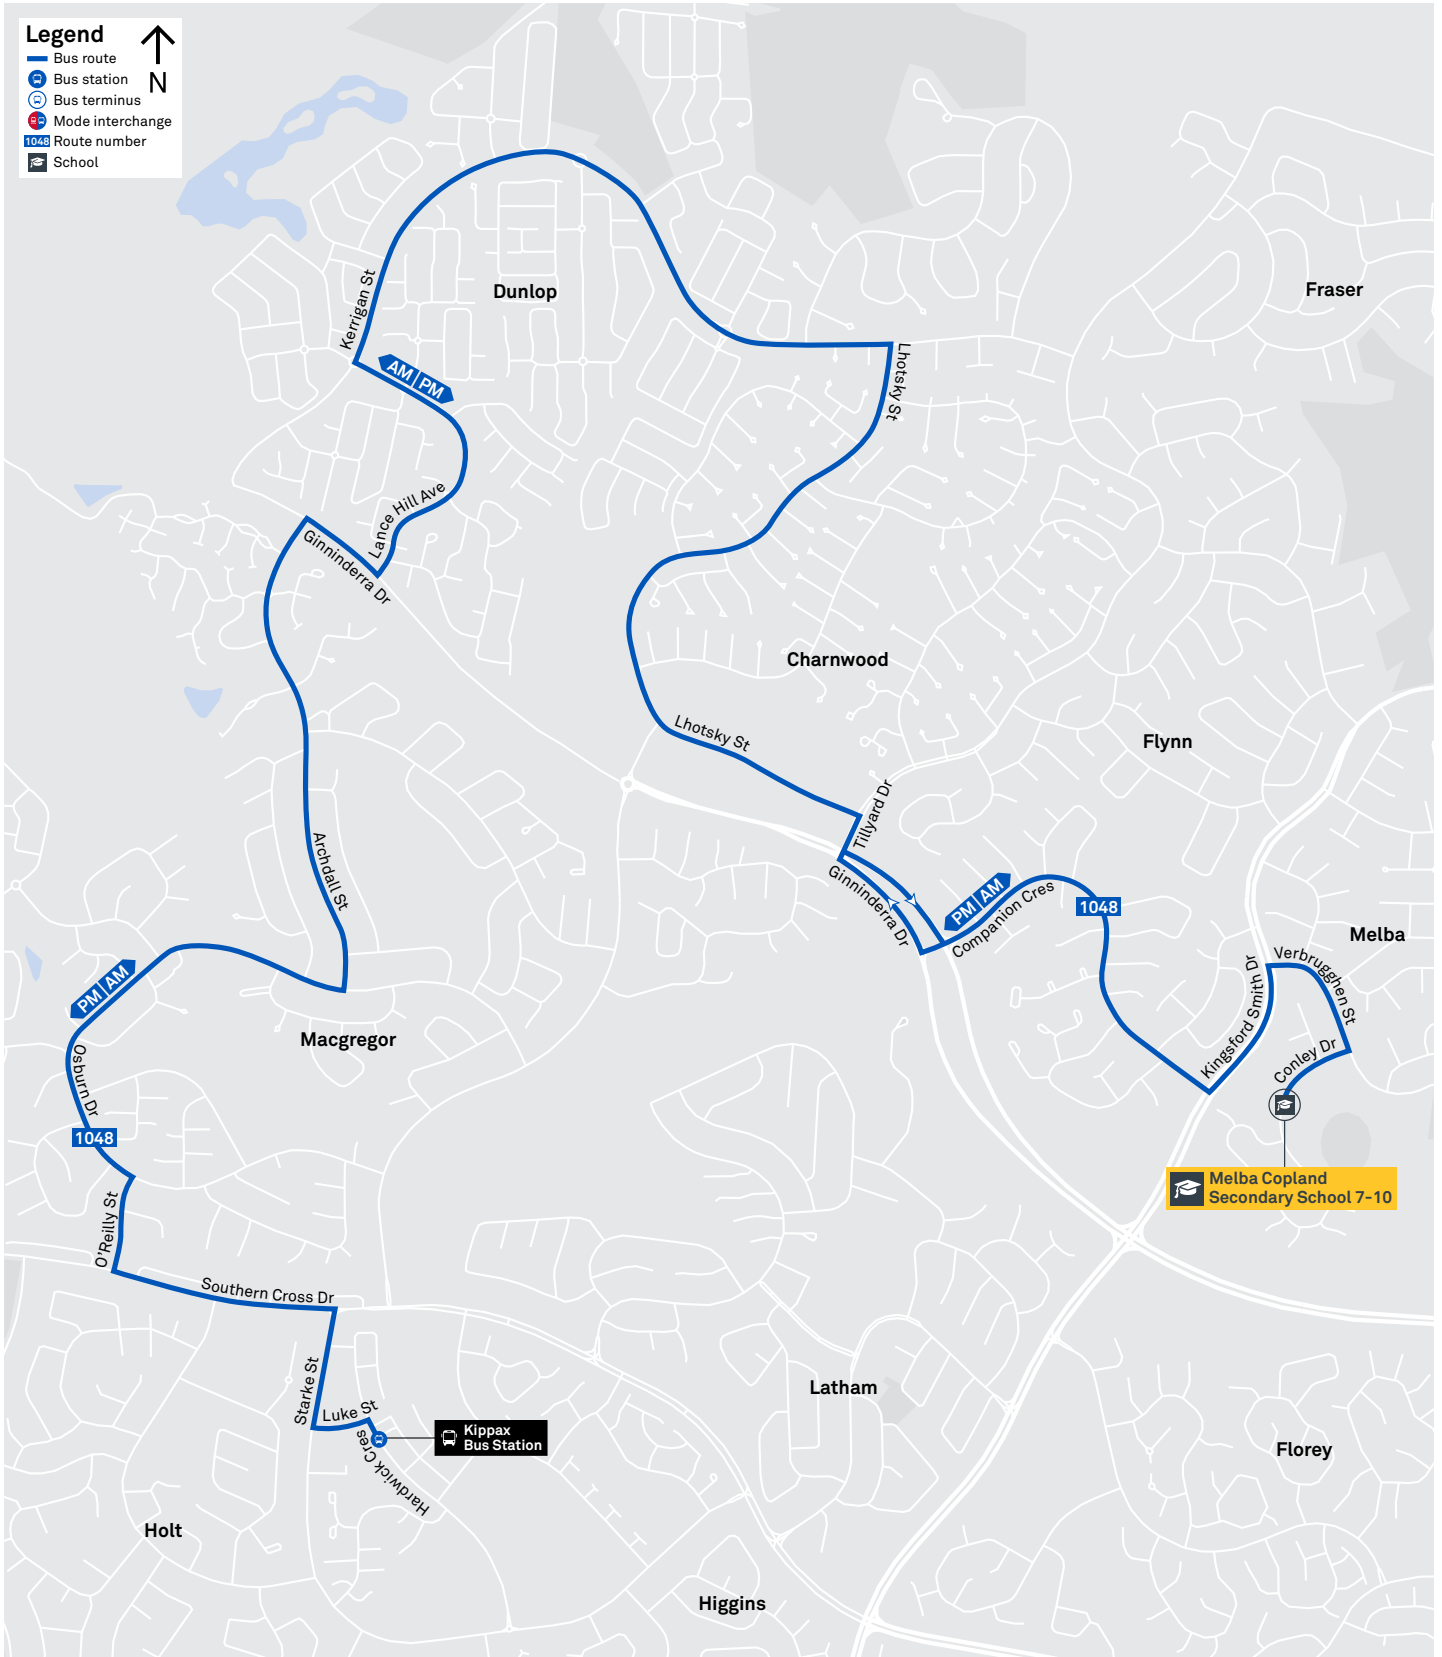 Legend
N
Bus route
Bus station
Bus terminus
Mode interchange
1048 Route number
School
Dunlop
Fraser
Kerrigan St
AM PM
Lhotsky St
Lance Hill Ave
Ginninderra Dr
Charnwood
Lhotsky St
Flynn
Tillyard Dr
Archdall St
Ginninderra Dr
PM AM
Companion Cres
1048
Melba
Verbrugghen St
Kingsford Smith Dr
PM AM
Macgregor
Osburn Dr
Conley Dr
1048
Melba Copland
Secondary School 7-10
O'Reilly St
Southern Cross Dr
Starke St
Luke St
Latham
Kippax
Bus Station
Hardwick Cres
Florey
Holt
Higgins